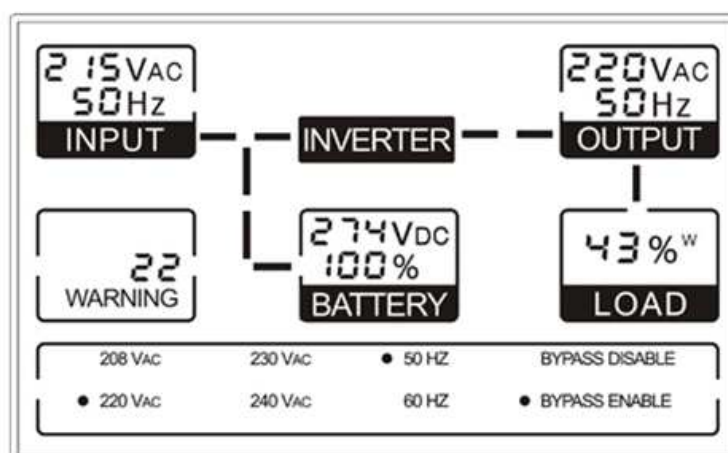 215VAC
50HZ
INPUT
INVERTER
220VAC
50HZ
OUTPUT
22
WARNING
274VDC
100%
BATTERY
43%W
LOAD
208 VAC 230 VAC • 50 HZ BYPASS DISABLE
• 220 VAC 240 VAC 60 HZ • BYPASS ENABLE